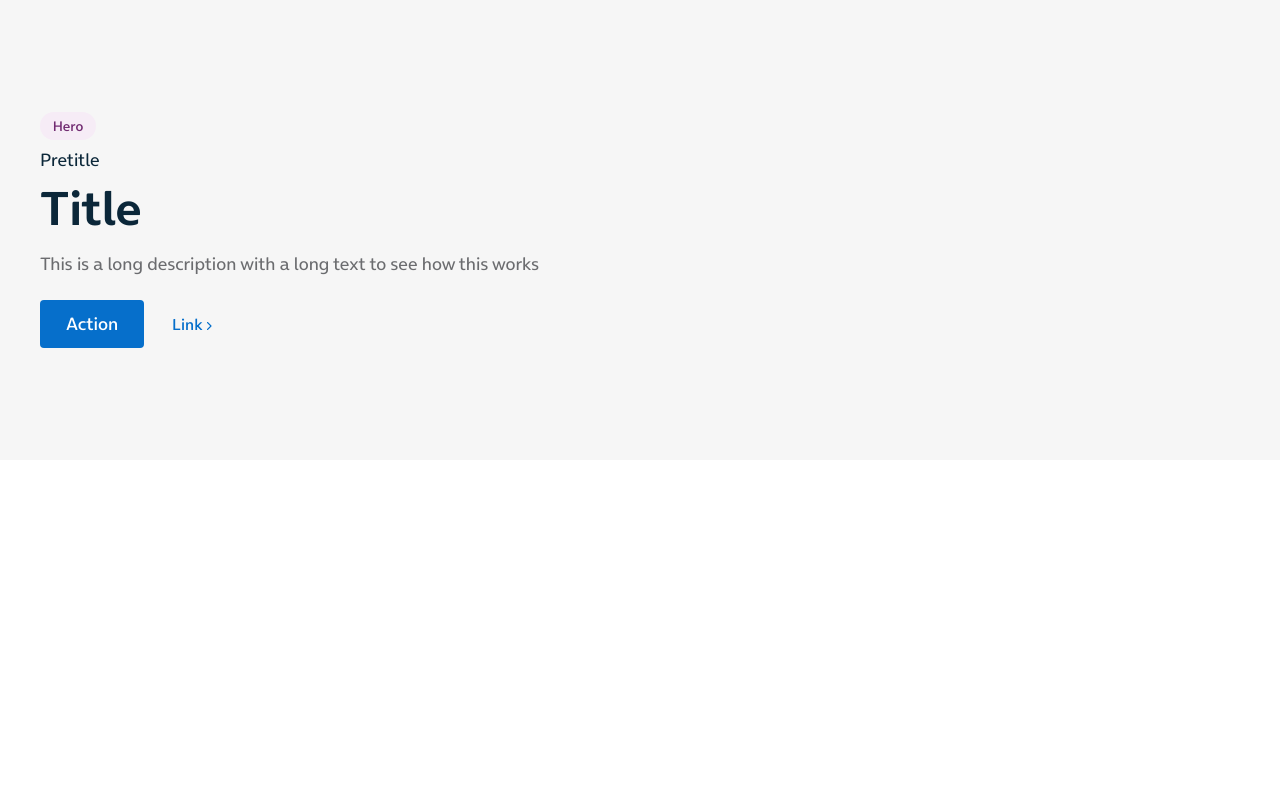 Hero
Pretitle
Title
This is a long description with a long text to see how this works
Action
Link ›